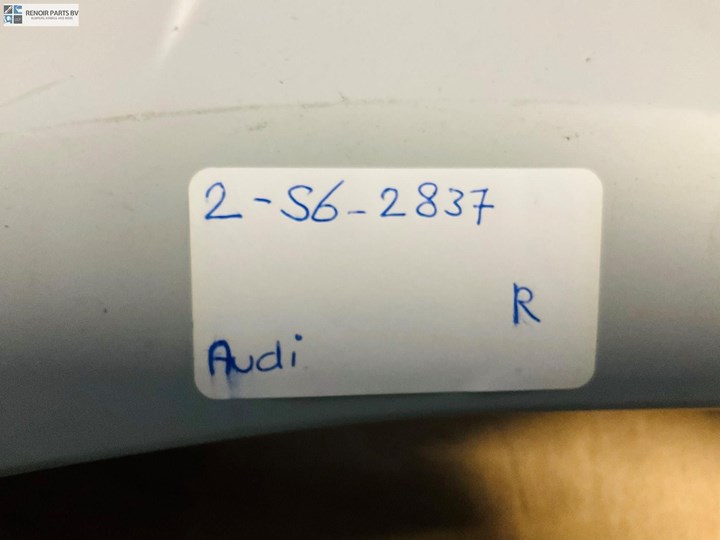 RENOIR PARTS BV
2-S6-2837
R
Audi